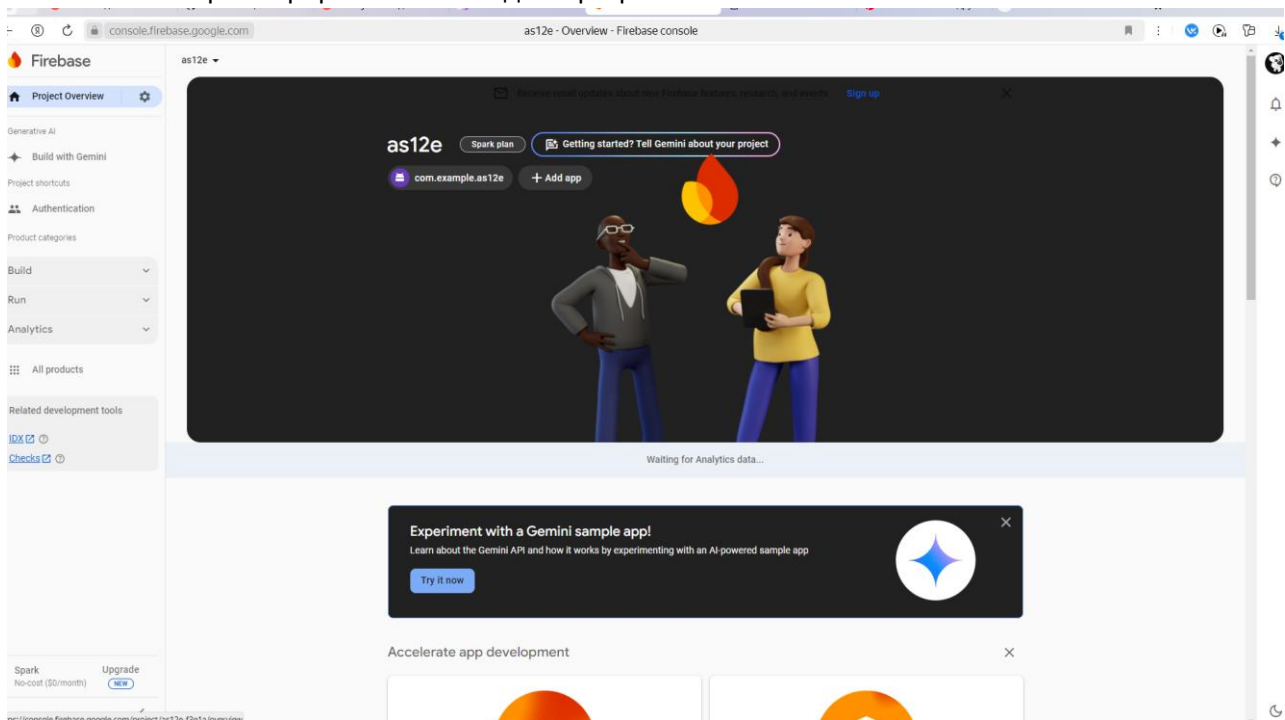 console.firebase.google.com
as12e - Overview - Firebase console
Firebase
as12e
Project Overview
Receive email updates about new Firebase features, research, and events
Sign up
Generative AI
Build with Gemini
Project shortcuts
Authentication
Product categories
Build
Run
Analytics
All products
Related development tools
IDX
Checks
as12e
Spark plan
Getting started? Tell Gemini about your project
com.example.as12e
+ Add app
Waiting for Analytics data...
Experiment with a Gemini sample app!
Learn about the Gemini API and how it works by experimenting with an AI-powered sample app
Try it now
Accelerate app development
Spark
No-cost ($0/month)
Upgrade
NEW